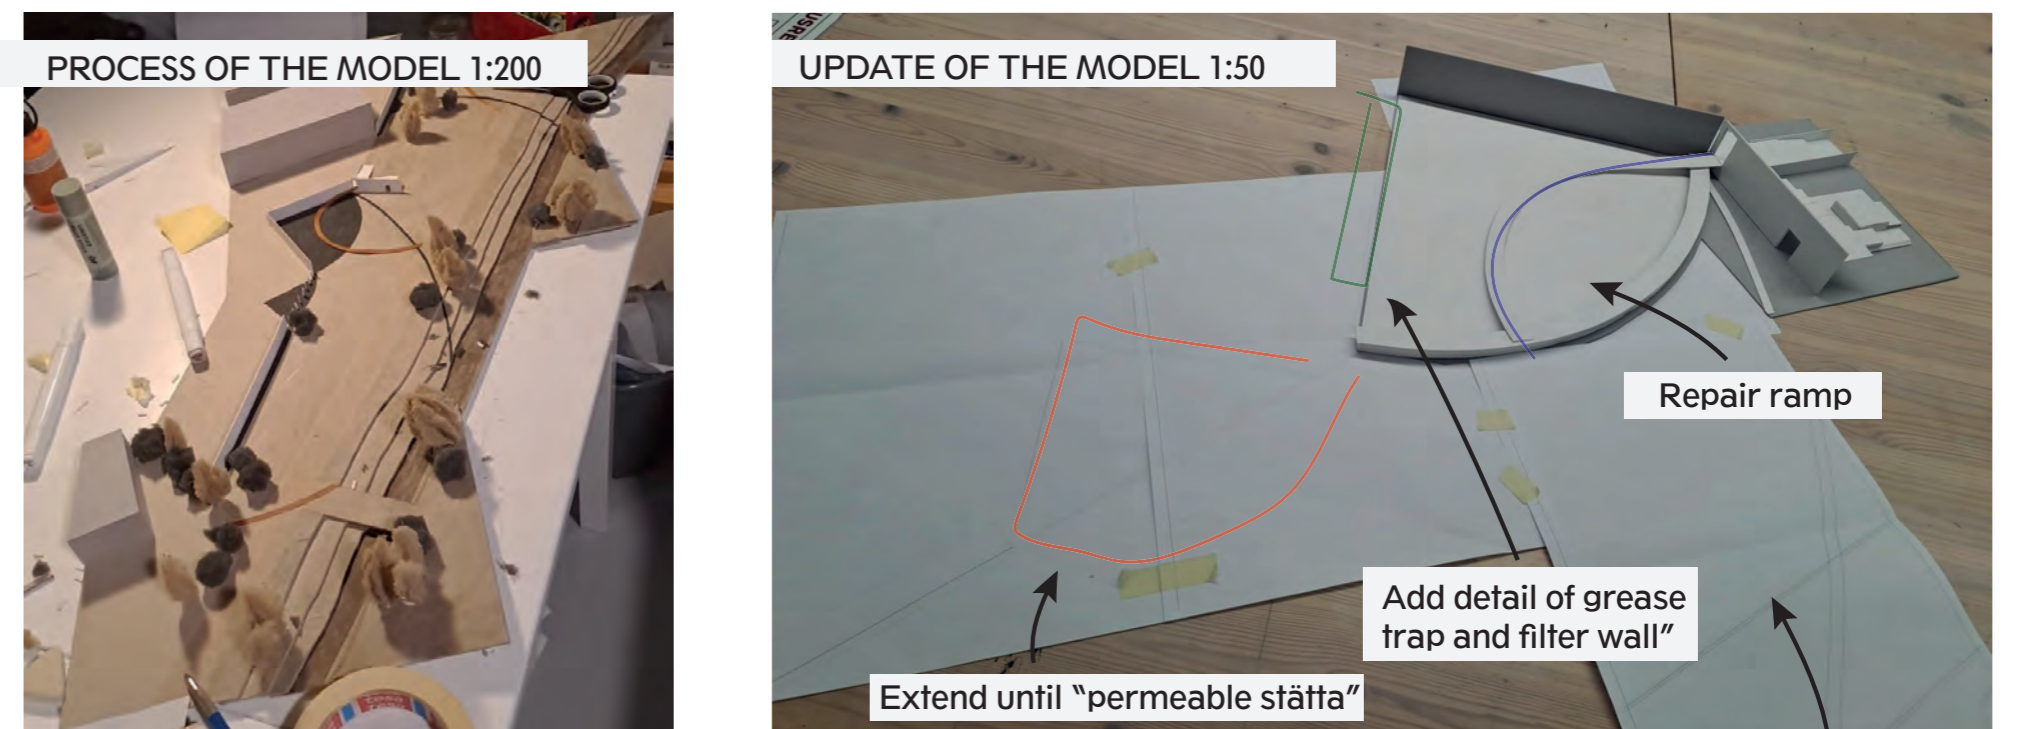 PROCESS OF THE MODEL 1:200
UPDATE OF THE MODEL 1:50
Repair ramp
Add detail of grease
trap and filter wall”
Extend until “permeable stätta”